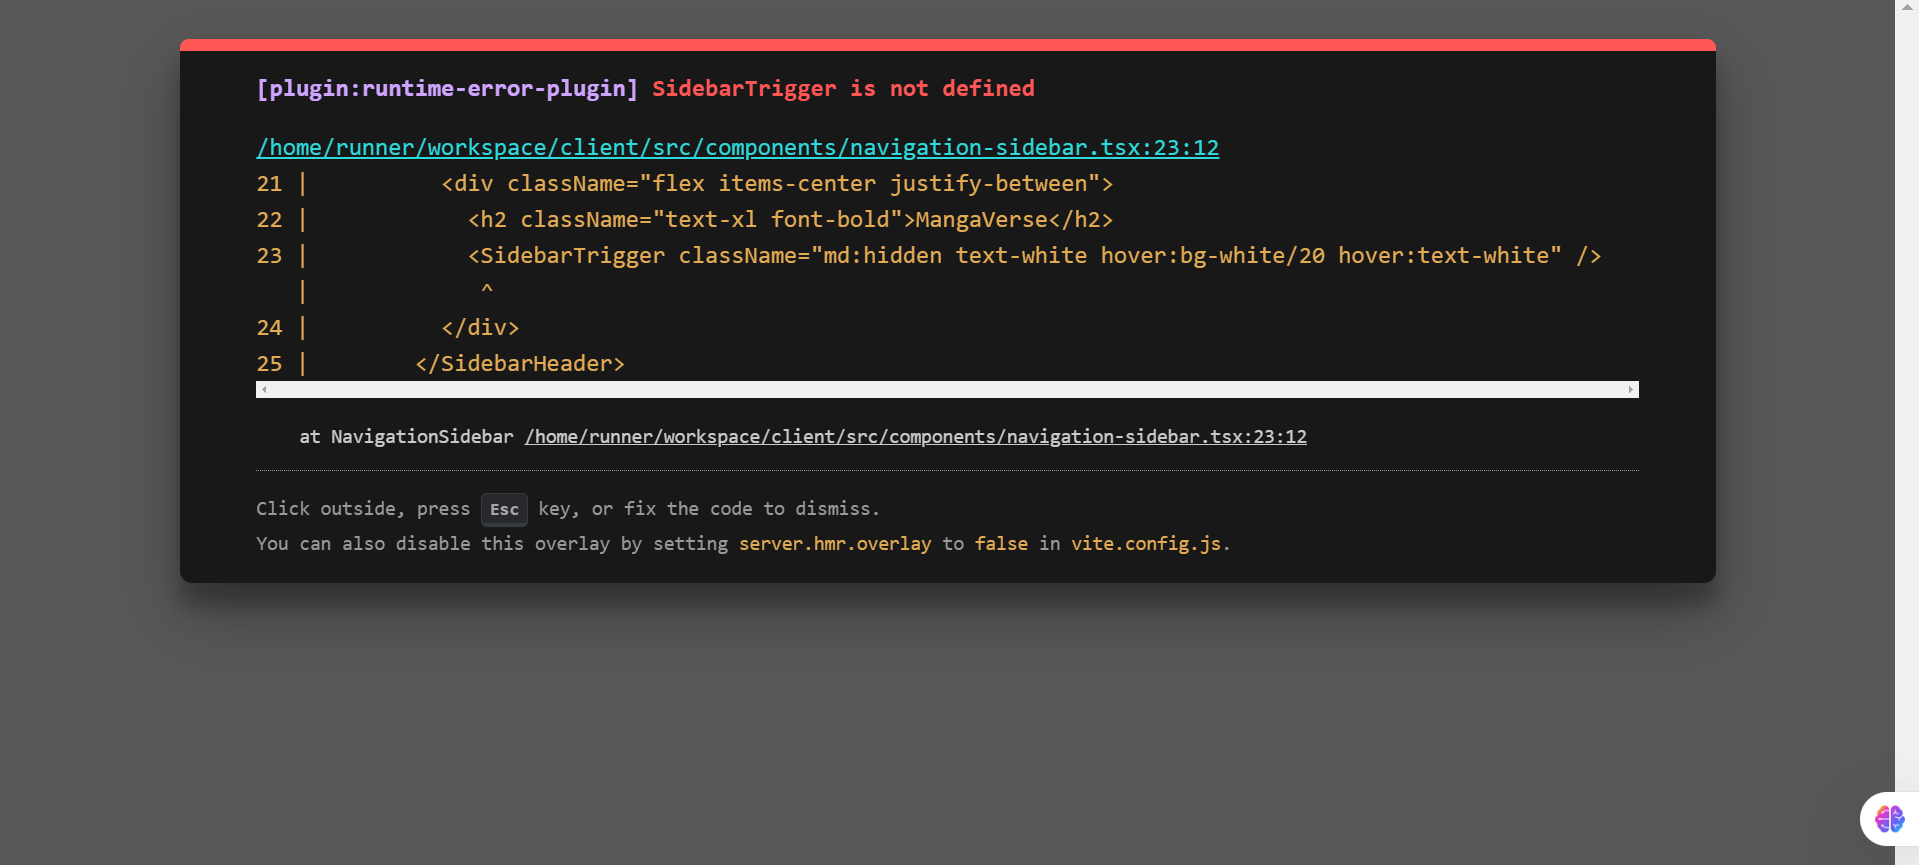 [plugin:runtime-error-plugin] SidebarTrigger is not defined
/home/runner/workspace/client/src/components/navigation-sidebar.tsx:23:12
21 |          <div className="flex items-center justify-between">
22 |            <h2 className="text-xl font-bold">MangaVerse</h2>
23 |            <SidebarTrigger className="md:hidden text-white hover:bg-white/20 hover:text-white" />
   |             ^
24 |          </div>
25 |        </SidebarHeader>
at NavigationSidebar /home/runner/workspace/client/src/components/navigation-sidebar.tsx:23:12
Click outside, press Esc key, or fix the code to dismiss.
You can also disable this overlay by setting server.hmr.overlay to false in vite.config.js.